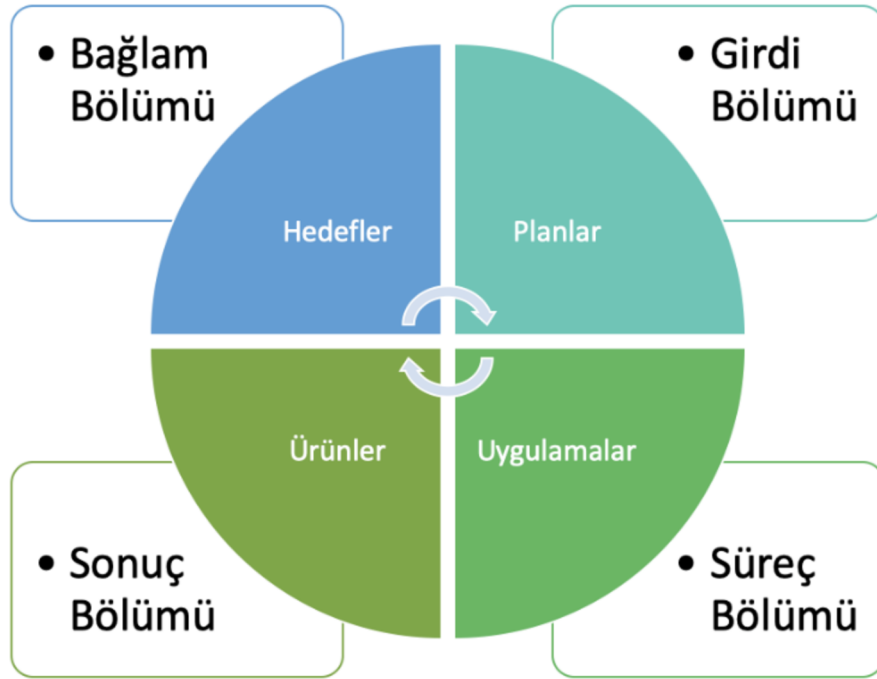 • Bağlam
Bölümü
• Girdi
Bölümü
Hedefler
Planlar
Ürünler
Uygulamalar
• Sonuç
Bölümü
• Süreç
Bölümü